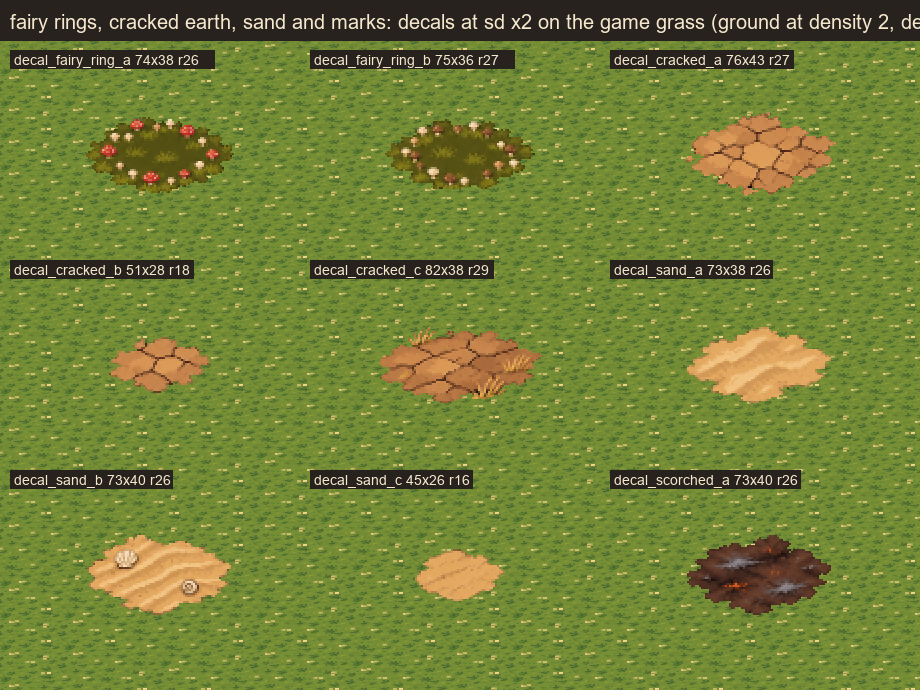 fairy rings, cracked earth, sand and marks: decals at sd x2 on the game grass (ground at density 2, de
decal_fairy_ring_a 74x38 r26
decal_fairy_ring_b 75x36 r27
decal_cracked_a 76x43 r27
decal_cracked_b 51x28 r18
decal_cracked_c 82x38 r29
decal_sand_a 73x38 r26
decal_sand_b 73x40 r26
decal_sand_c 45x26 r16
decal_scorched_a 73x40 r26